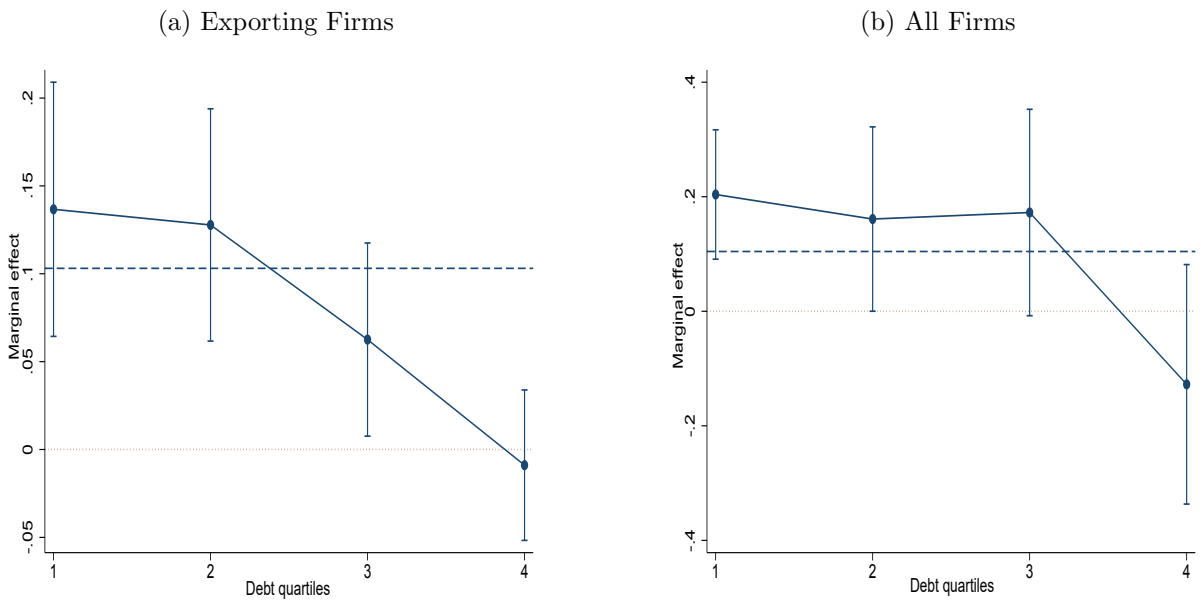 (a) Exporting Firms
Marginal effect
.2
.15
.1
.05
0
-.05
1 2 3 4
Debt quartiles
(b) All Firms
Marginal effect
.4
.2
0
-.2
-.4
1 2 3 4
Debt quartiles